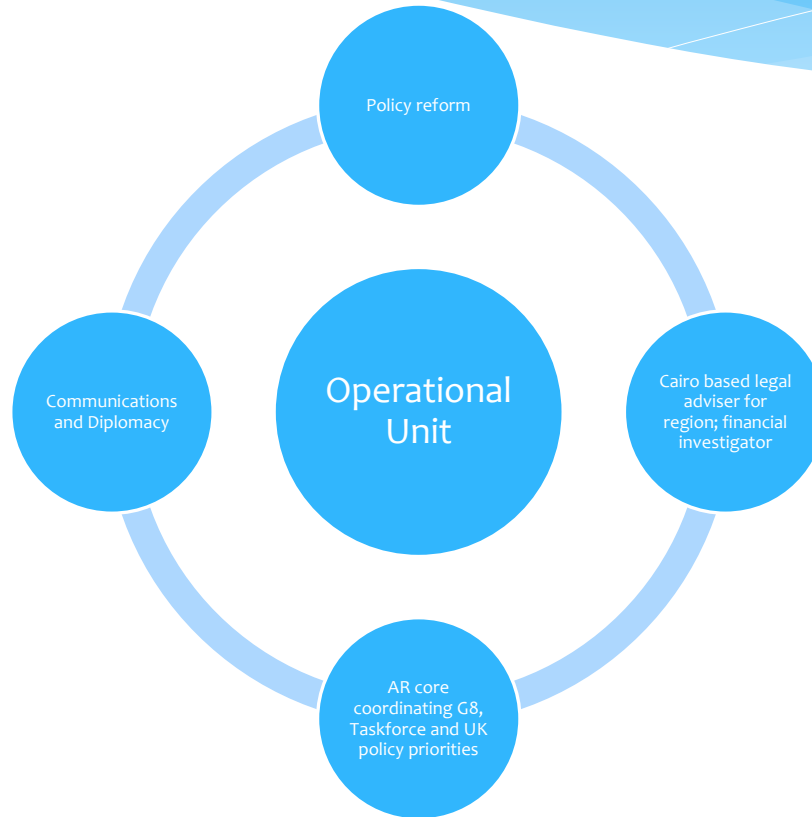 Policy reform
Communications
and Diplomacy
Operational
Unit
Cairo based legal
adviser for
region; financial
investigator
AR core
coordinating G8,
Taskforce and UK
policy priorities